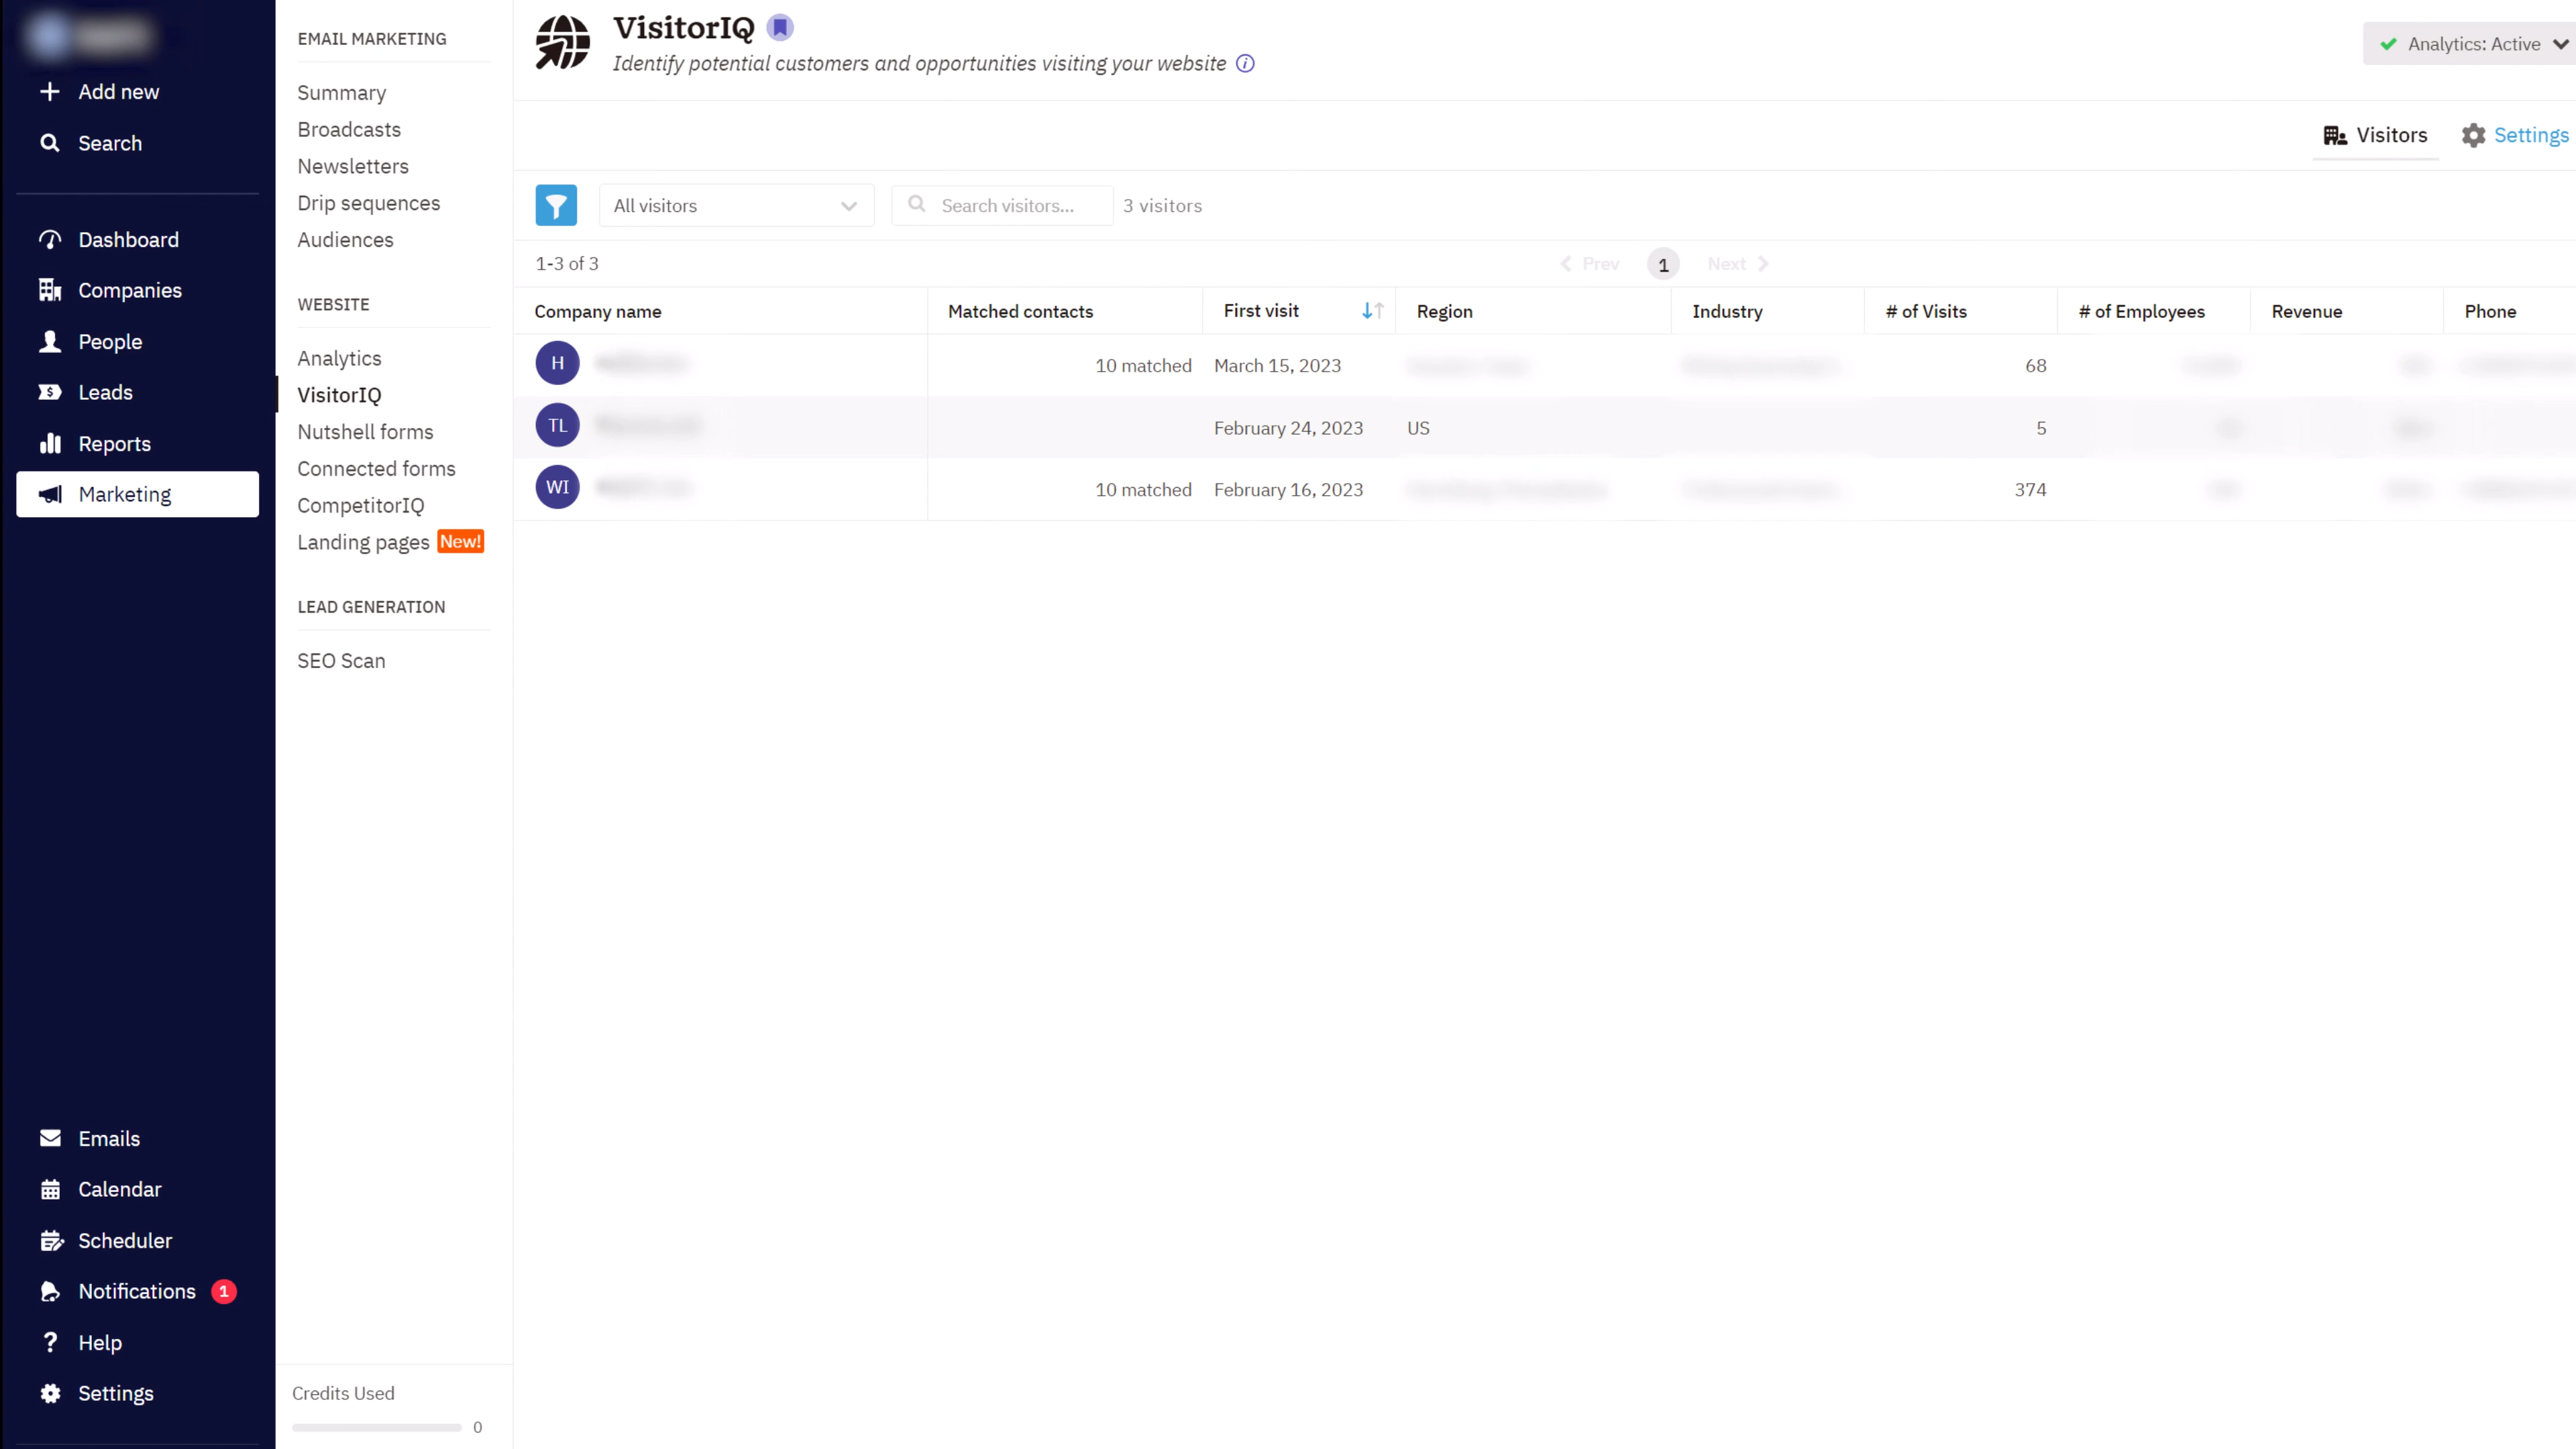 Add new
Search
Dashboard
Companies
People
Leads
Reports
Marketing
Emails
Calendar
Scheduler
Notifications 1
Help
Settings
EMAIL MARKETING
Summary
Broadcasts
Newsletters
Drip sequences
Audiences
WEBSITE
Analytics
VisitorIQ
Nutshell forms
Connected forms
CompetitorIQ
Landing pages New!
LEAD GENERATION
SEO Scan
Credits Used
0
VisitorIQ
Identify potential customers and opportunities visiting your website
Analytics: Active
Visitors Settings
All visitors Search visitors... 3 visitors
1-3 of 3 Prev 1 Next
Company name Matched contacts First visit Region Industry # of Visits # of Employees Revenue Phone
H 10 matched March 15, 2023 68
TL February 24, 2023 US 5
WI 10 matched February 16, 2023 374